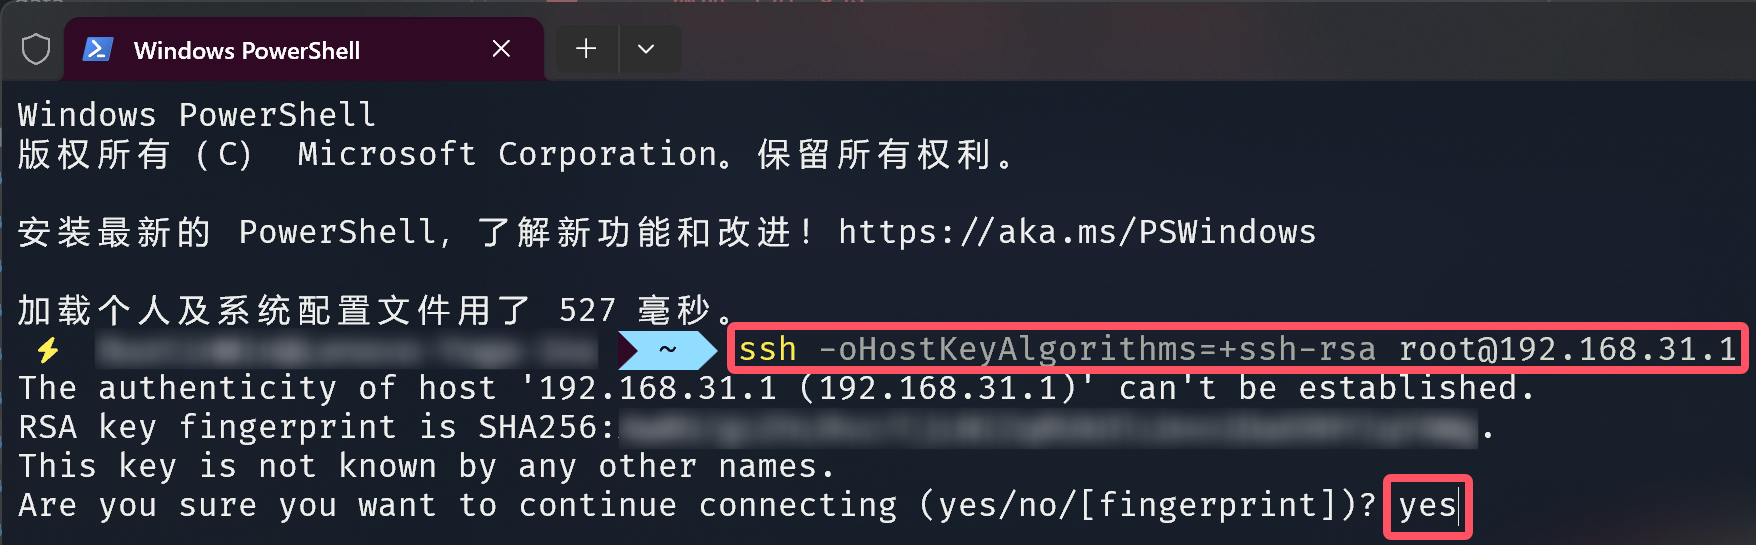 Windows PowerShell
Windows PowerShell
版权所有 (C) Microsoft Corporation。保留所有权利。
安装最新的 PowerShell，了解新功能和改进！https://aka.ms/PSWindows
加载个人及系统配置文件用了 527 毫秒。
~ ssh -oHostKeyAlgorithms=+ssh-rsa root@192.168.31.1
The authenticity of host '192.168.31.1 (192.168.31.1)' can't be established.
RSA key fingerprint is SHA256: .
This key is not known by any other names.
Are you sure you want to continue connecting (yes/no/[fingerprint])? yes